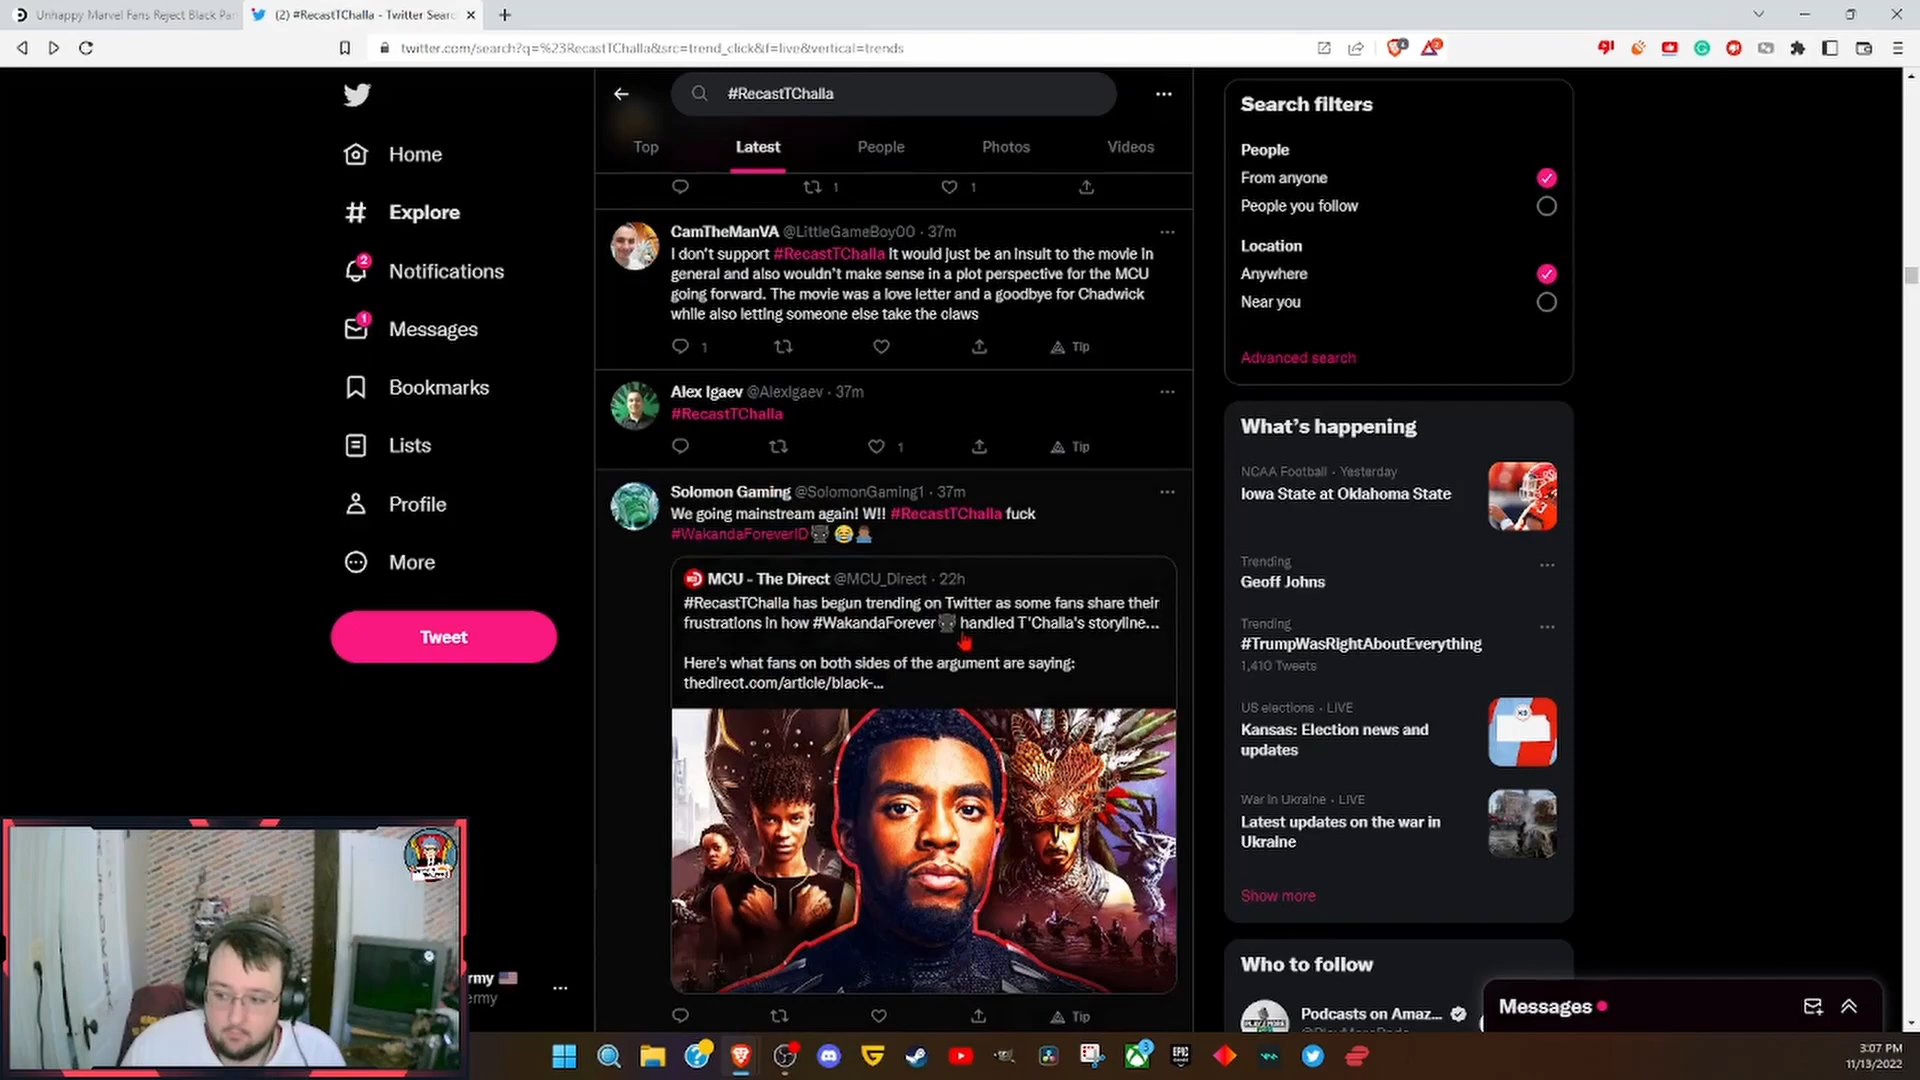 Unhappy Marvel Fans Reject Black Par
(2) #RecastTChalla - Twitter Searc
twitter.com/search?q=%23RecastTChalla&src=trend_click&f=live&vertical=trends
#RecastTChalla
Top
Latest
People
Photos
Videos
Home
Explore
2
Notifications
1
Messages
Bookmarks
Lists
Profile
More
Tweet
1
1
CamTheManVA @LittleGameBoy00 · 37m
I don't support #RecastTChalla It would just be an insult to the movie in
general and also wouldn't make sense in a plot perspective for the MCU
going forward. The movie was a love letter and a goodbye for Chadwick
while also letting someone else take the claws
1
Tip
Alex Igaev @AlexIgaev · 37m
#RecastTChalla
1
Tip
Solomon Gaming @SolomonGaming1 · 37m
We going mainstream again! W!! #RecastTChalla fuck
#WakandaForeverID
MCU - The Direct @MCU_Direct · 22h
#RecastTChalla has begun trending on Twitter as some fans share their
frustrations in how #WakandaForever handled T'Challa's storyline...
Here's what fans on both sides of the argument are saying:
thedirect.com/article/black-...
Tip
Search filters
People
From anyone
People you follow
Location
Anywhere
Near you
Advanced search
What's happening
NCAA Football · Yesterday
Iowa State at Oklahoma State
Trending
Geoff Johns
Trending
#TrumpWasRightAboutEverything
1,410 Tweets
US elections · LIVE
Kansas: Election news and
updates
War in Ukraine · LIVE
Latest updates on the war in
Ukraine
Show more
Who to follow
Podcasts on Amaz...
Messages
rmy
ermy
3:07 PM
11/13/2022